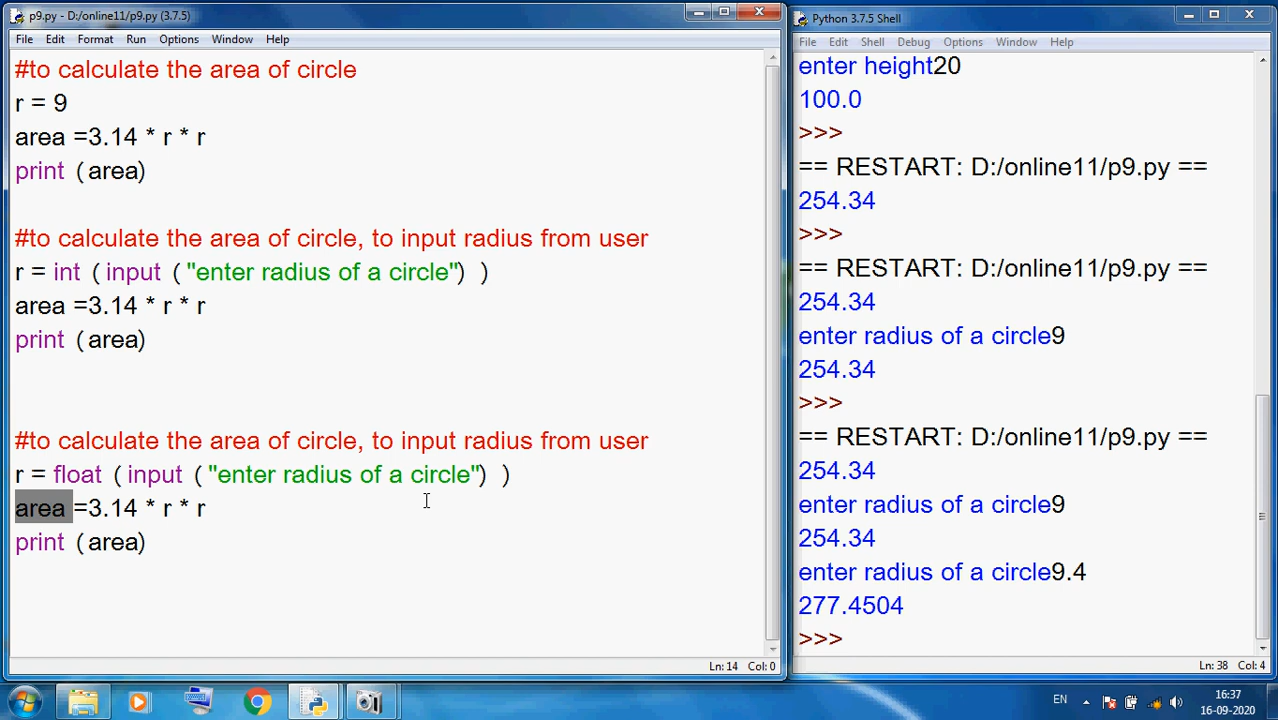 p9.py - D:/online11/p9.py (3.7.5)
File Edit Format Run Options Window Help
#to calculate the area of circle
r = 9
area =3.14 * r * r
print (area)
#to calculate the area of circle, to input radius from user
r = int (input ("enter radius of a circle") )
area =3.14 * r * r
print (area)
#to calculate the area of circle, to input radius from user
r = float (input ("enter radius of a circle") )
area =3.14 * r * r
print (area)
Ln: 14 Col: 0
Python 3.7.5 Shell
File Edit Shell Debug Options Window Help
enter height20
100.0
>>>
== RESTART: D:/online11/p9.py ==
254.34
>>>
== RESTART: D:/online11/p9.py ==
254.34
enter radius of a circle9
254.34
>>>
== RESTART: D:/online11/p9.py ==
254.34
enter radius of a circle9
254.34
enter radius of a circle9.4
277.4504
>>>
Ln: 38 Col: 4
EN
16:37
16-09-2020